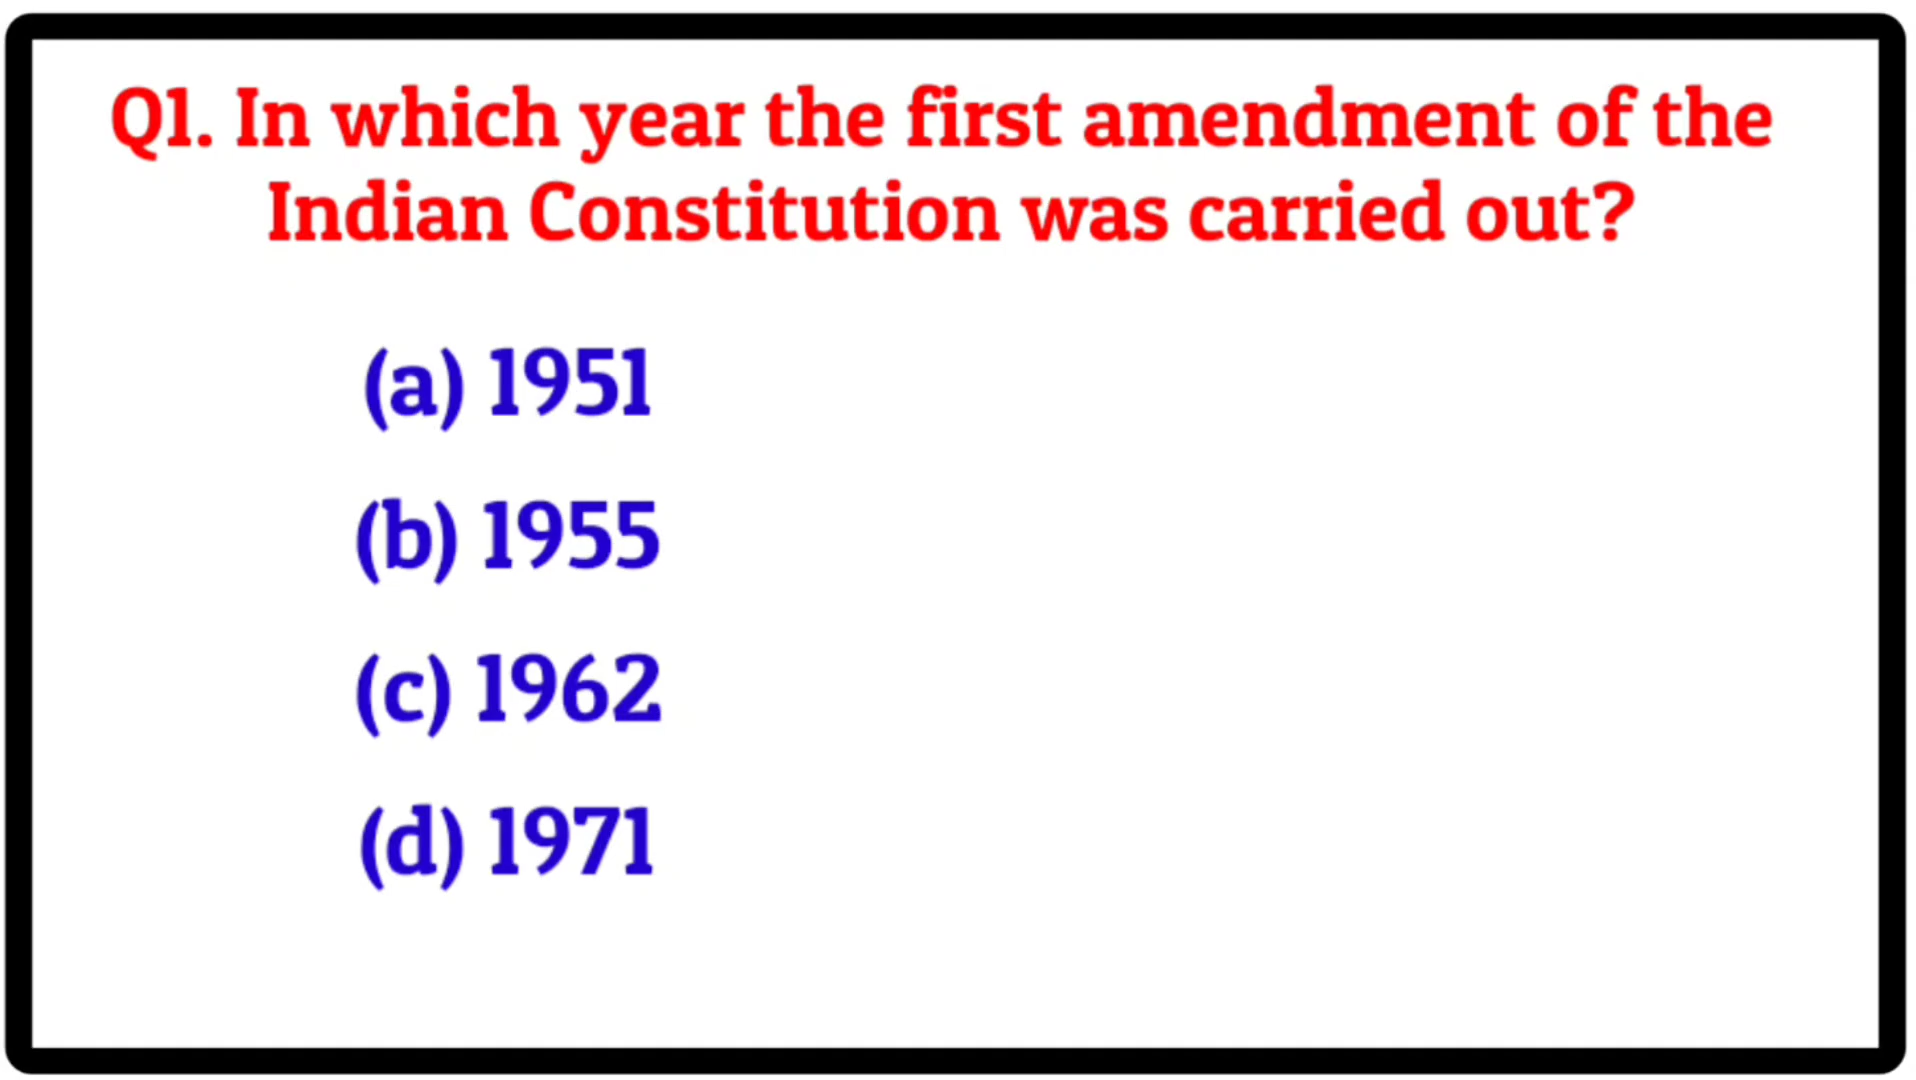 Q1. In which year the first amendment of the
Indian Constitution was carried out?
(a) 1951
(b) 1955
(c) 1962
(d) 1971